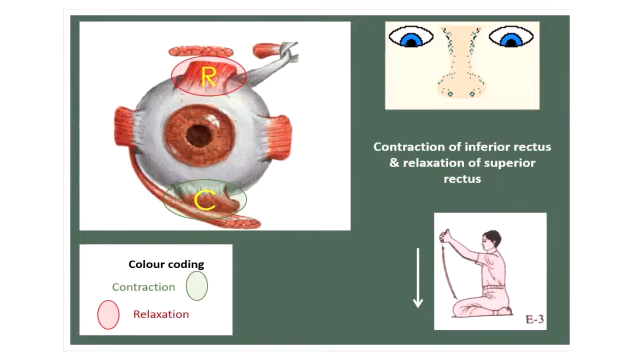 R
C
Contraction of inferior rectus
& relaxation of superior
rectus
Colour coding
Contraction
Relaxation
E-3